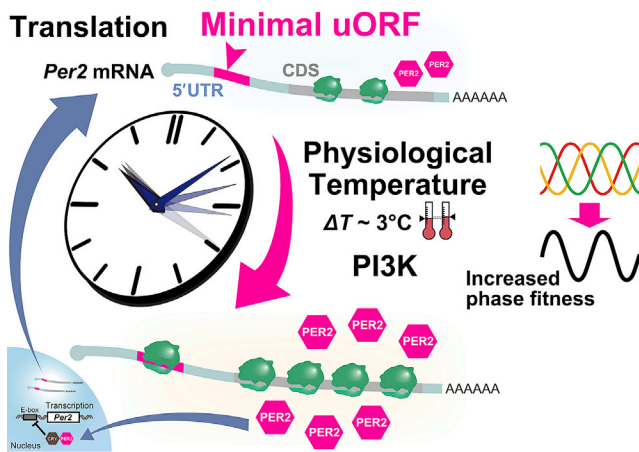 Translation
Minimal uORF
Per2 mRNA
5'UTR
CDS
PER2
PER2
AAAAAA
Physiological
Temperature
ΔT ~ 3°C
PI3K
Increased
phase fitness
PER2
PER2
PER2
AAAAAA
PER2
PER2
PER2
Transcription
E-box
Per2
CRY
PER2
Nucleus